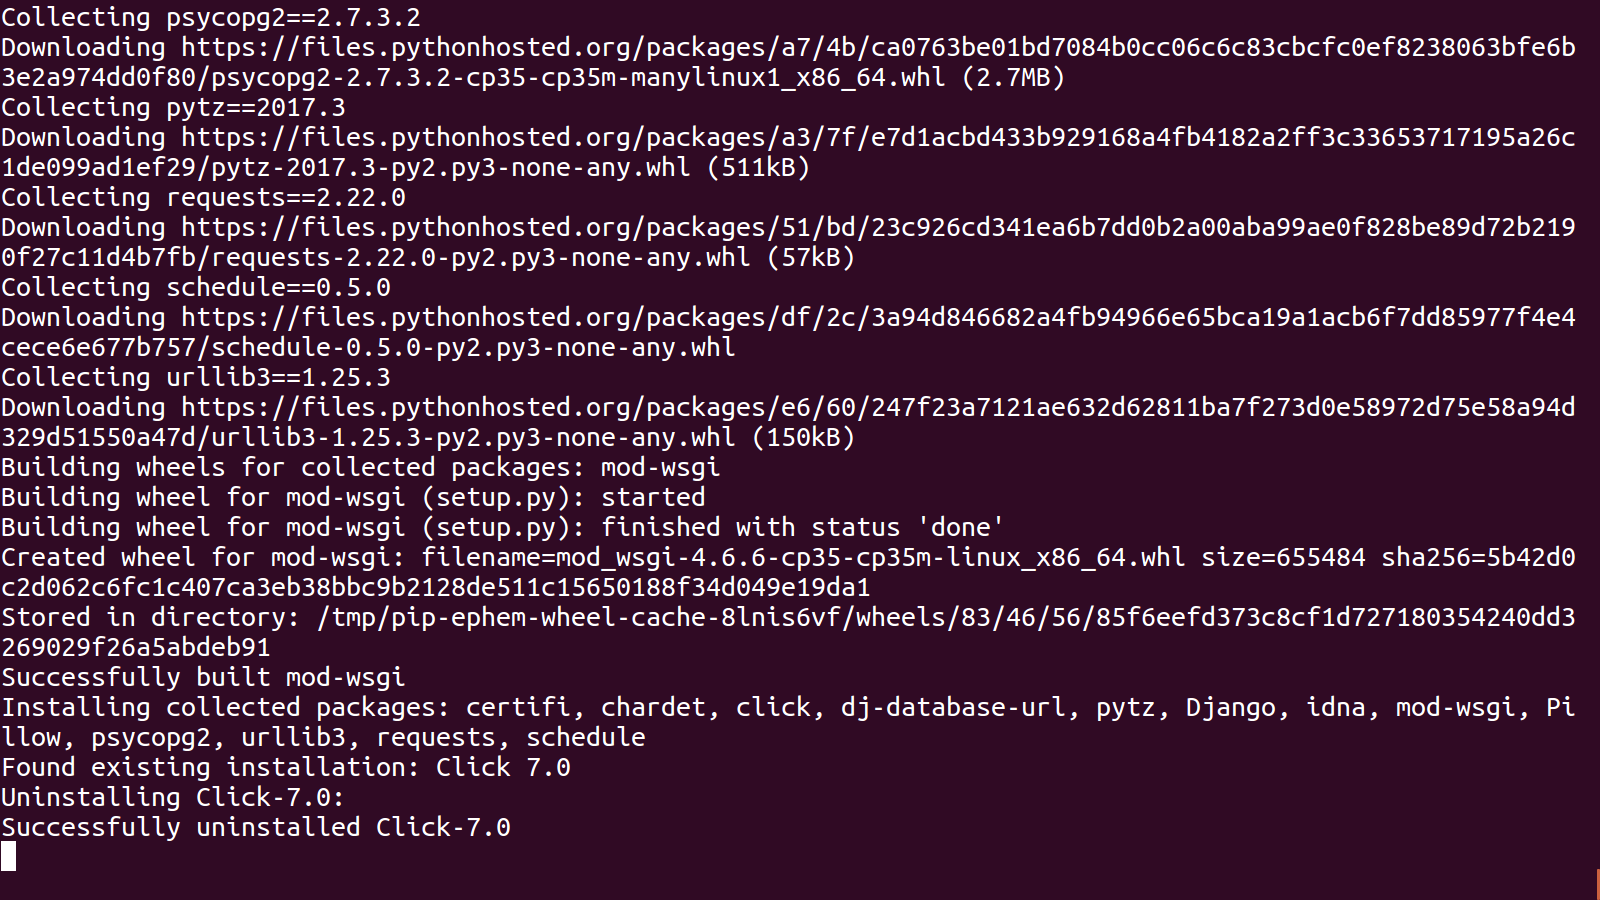 Collecting psycopg2==2.7.3.2
Downloading https://files.pythonhosted.org/packages/a7/4b/ca0763be01bd7084b0cc06c6c83cbcfc0ef8238063bfe6b
3e2a974dd0f80/psycopg2-2.7.3.2-cp35-cp35m-manylinux1_x86_64.whl (2.7MB)
Collecting pytz==2017.3
Downloading https://files.pythonhosted.org/packages/a3/7f/e7d1acbd433b929168a4fb4182a2ff3c33653717195a26c
1de099ad1ef29/pytz-2017.3-py2.py3-none-any.whl (511kB)
Collecting requests==2.22.0
Downloading https://files.pythonhosted.org/packages/51/bd/23c926cd341ea6b7dd0b2a00aba99ae0f828be89d72b219
0f27c11d4b7fb/requests-2.22.0-py2.py3-none-any.whl (57kB)
Collecting schedule==0.5.0
Downloading https://files.pythonhosted.org/packages/df/2c/3a94d846682a4fb94966e65bca19a1acb6f7dd85977f4e4
cece6e677b757/schedule-0.5.0-py2.py3-none-any.whl
Collecting urllib3==1.25.3
Downloading https://files.pythonhosted.org/packages/e6/60/247f23a7121ae632d62811ba7f273d0e58972d75e58a94d
329d51550a47d/urllib3-1.25.3-py2.py3-none-any.whl (150kB)
Building wheels for collected packages: mod-wsgi
Building wheel for mod-wsgi (setup.py): started
Building wheel for mod-wsgi (setup.py): finished with status 'done'
Created wheel for mod-wsgi: filename=mod_wsgi-4.6.6-cp35-cp35m-linux_x86_64.whl size=655484 sha256=5b42d0
c2d062c6fc1c407ca3eb38bbc9b2128de511c15650188f34d049e19da1
Stored in directory: /tmp/pip-ephem-wheel-cache-8lnis6vf/wheels/83/46/56/85f6eefd373c8cf1d727180354240dd3
269029f26a5abdeb91
Successfully built mod-wsgi
Installing collected packages: certifi, chardet, click, dj-database-url, pytz, Django, idna, mod-wsgi, Pi
llow, psycopg2, urllib3, requests, schedule
Found existing installation: Click 7.0
Uninstalling Click-7.0:
Successfully uninstalled Click-7.0